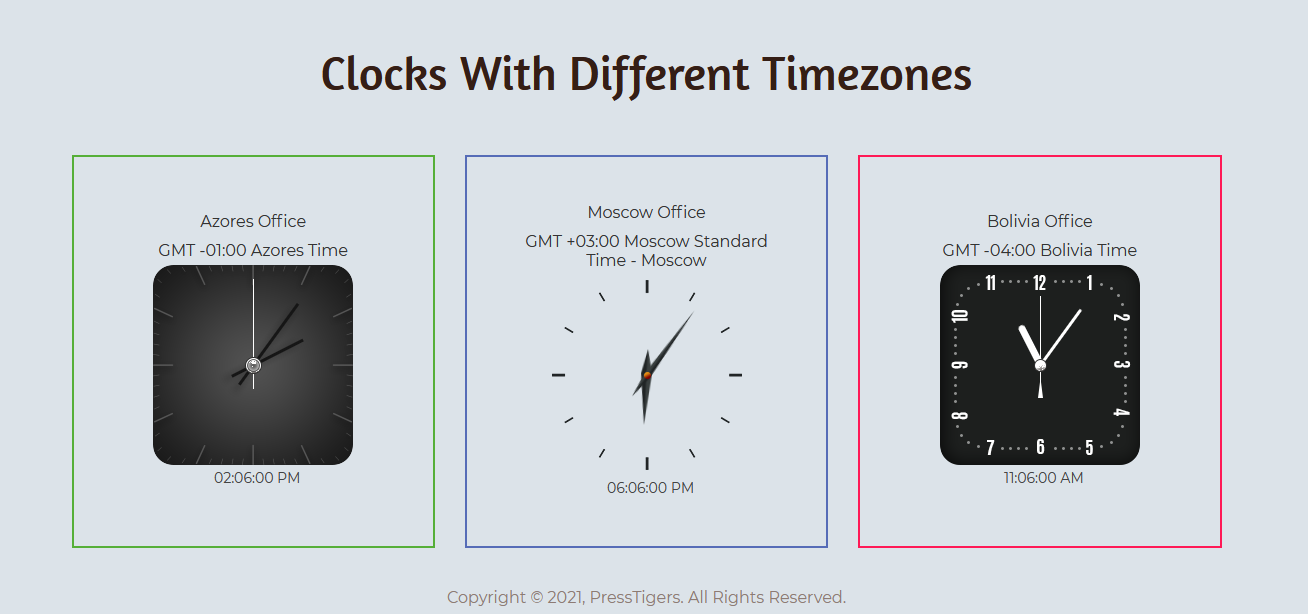 Clocks With Different Timezones
Azores Office
GMT -01:00 Azores Time
02:06:00 PM
Moscow Office
GMT +03:00 Moscow Standard
Time - Moscow
06:06:00 PM
Bolivia Office
GMT -04:00 Bolivia Time
11 12 1
10 2
9 3
8 4
7 6 5
11:06:00 AM
Copyright © 2021, PressTigers. All Rights Reserved.